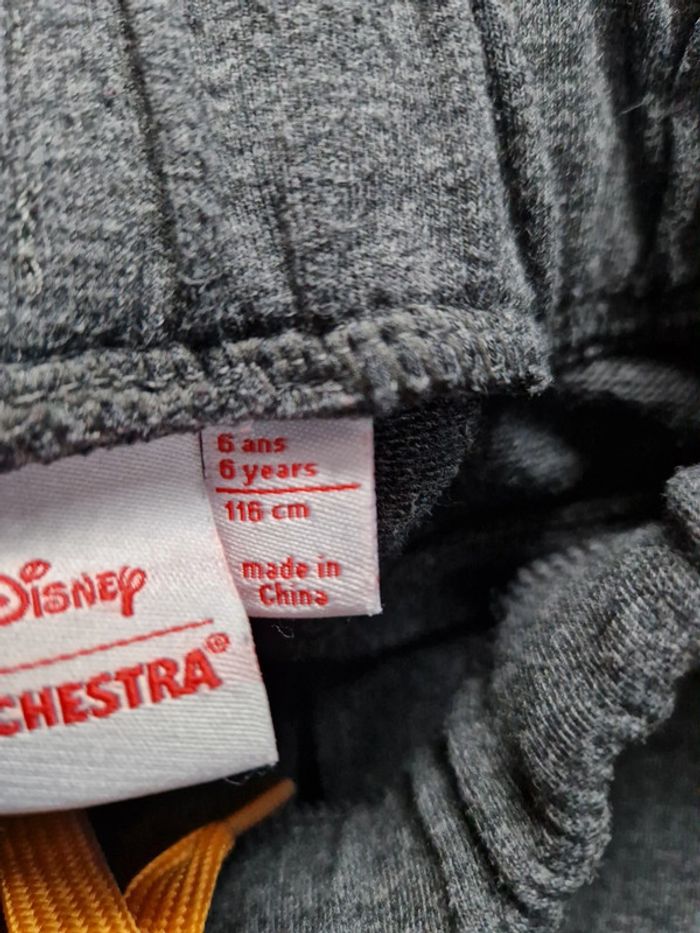 6 ans
6 years
116 cm
made in
China
Disney
CHESTRA®